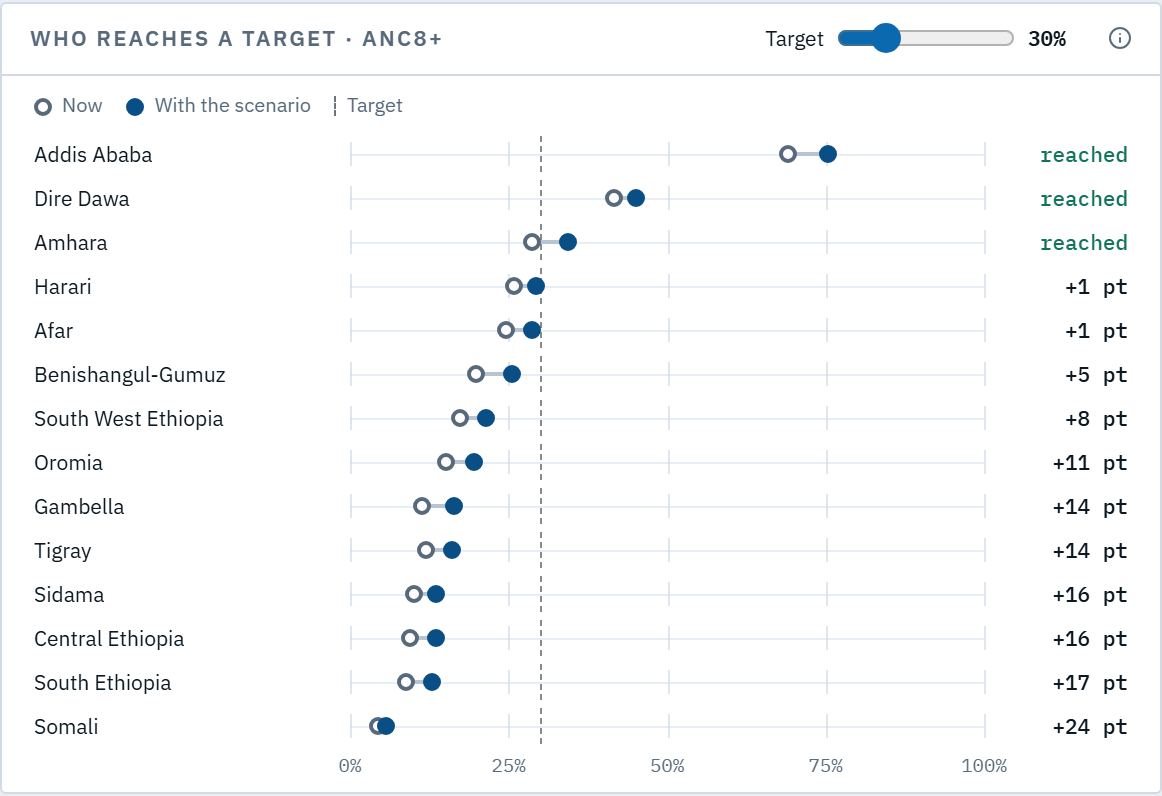 WHO REACHES A TARGET · ANC8+ Target 30%
Now With the scenario Target
Addis Ababa reached
Dire Dawa reached
Amhara reached
Harari +1 pt
Afar +1 pt
Benishangul-Gumuz +5 pt
South West Ethiopia +8 pt
Oromia +11 pt
Gambella +14 pt
Tigray +14 pt
Sidama +16 pt
Central Ethiopia +16 pt
South Ethiopia +17 pt
Somali +24 pt
0% 25% 50% 75% 100%